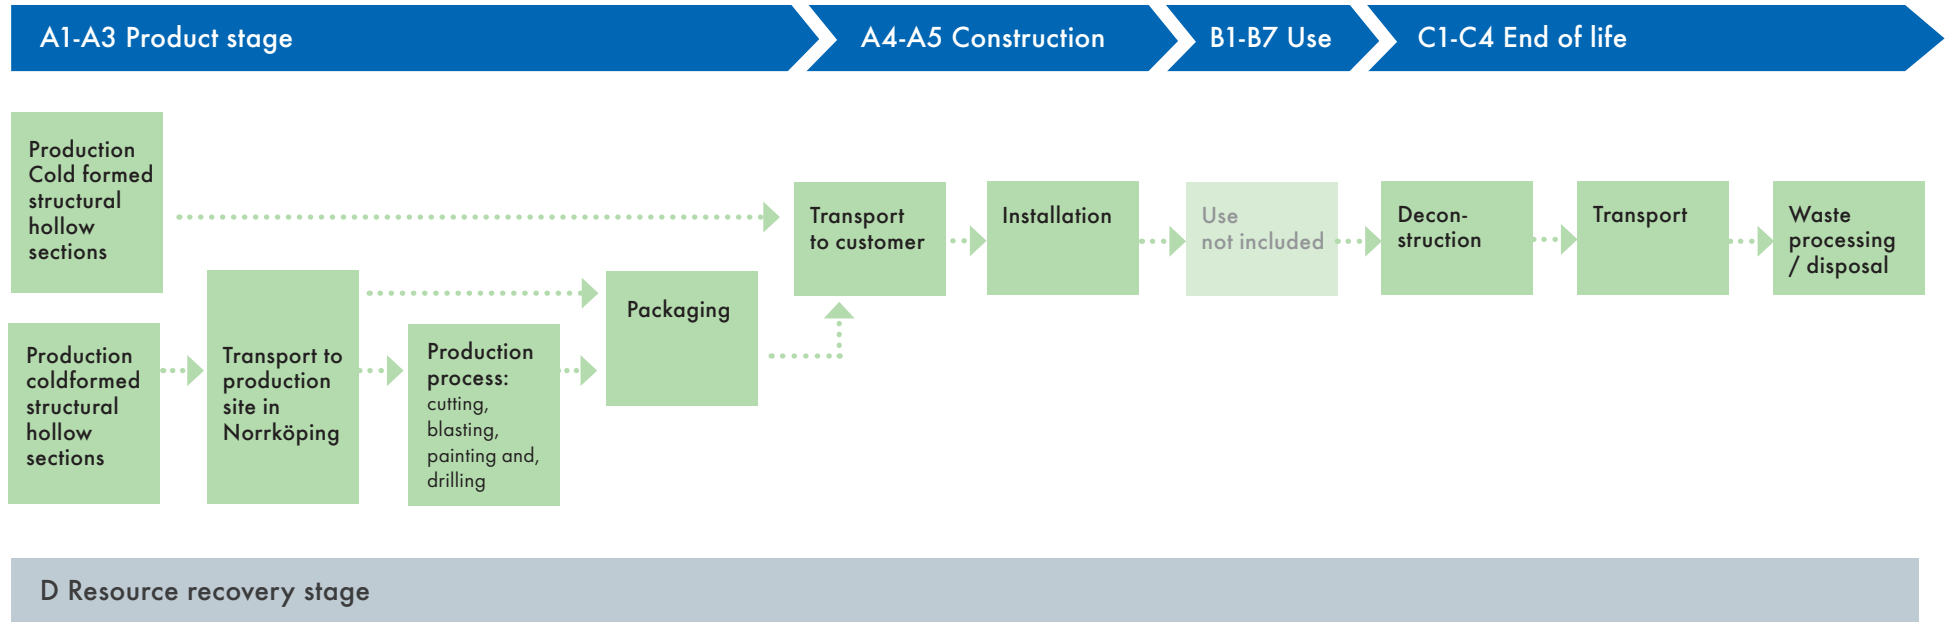 A1-A3 Product stage
A4-A5 Construction
B1-B7 Use
C1-C4 End of life
Production
Cold formed
structural
hollow
sections
Production
coldformed
structural
hollow
sections
Transport to
production
site in
Norrköping
Production
process:
cutting,
blasting,
painting and,
drilling
Packaging
Transport
to customer
Installation
Use
not included
Decon-
struction
Transport
Waste
processing
/ disposal
D Resource recovery stage